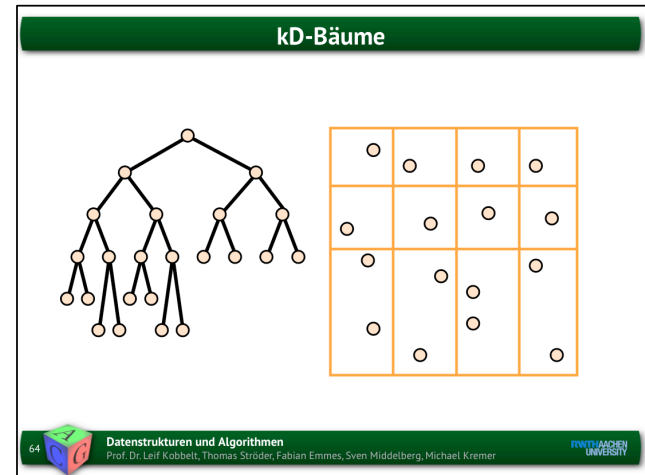 kD-Bäume
64
A
C
G
Datenstrukturen und Algorithmen
Prof. Dr. Leif Kobbelt, Thomas Ströder, Fabian Emmes, Sven Middelberg, Michael Kremer
RWTHAACHEN
UNIVERSITY